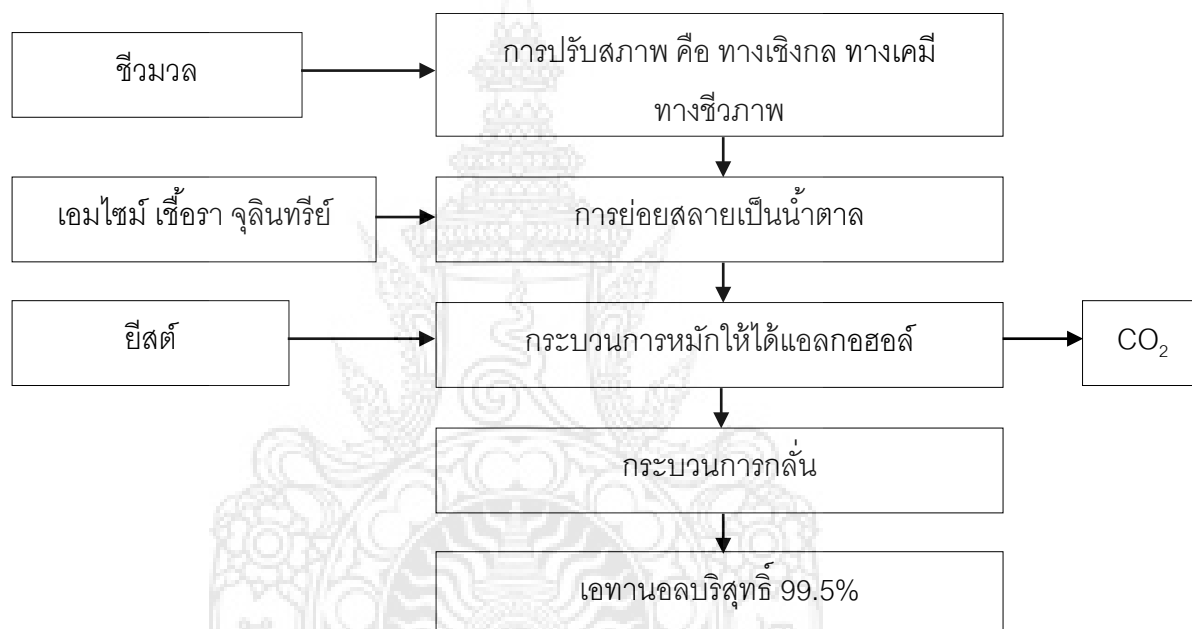 ชีวมวล
การปรับสภาพ คือ ทางเชิงกล ทางเคมี
ทางชีวภาพ
เอมไซม์ เชื้อรา จุลินทรีย์
การย่อยสลายเป็นน้ำตาล
ยีสต์
กระบวนการหมักให้ได้แอลกอฮอล์
CO₂
กระบวนการกลั่น
เอทานอลบริสุทธิ์ 99.5%